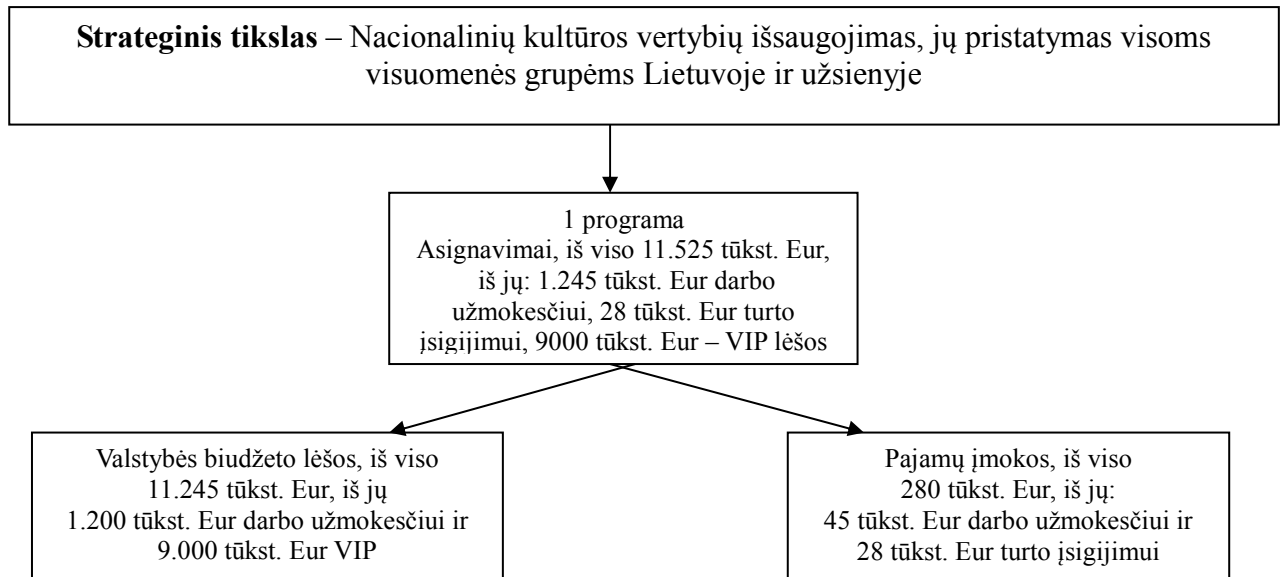 Strateginis tikslas – Nacionalinių kultūros vertybių išsaugojimas, jų pristatymas visoms
visuomenės grupėms Lietuvoje ir užsienyje
1 programa
Asignavimai, iš viso 11.525 tūkst. Eur,
iš jų: 1.245 tūkst. Eur darbo
užmokesčiui, 28 tūkst. Eur turto
įsigijimui, 9000 tūkst. Eur – VIP lėšos
Valstybės biudžeto lėšos, iš viso
11.245 tūkst. Eur, iš jų
1.200 tūkst. Eur darbo užmokesčiui ir
9.000 tūkst. Eur VIP
Pajamų įmokos, iš viso
280 tūkst. Eur, iš jų:
45 tūkst. Eur darbo užmokesčiui ir
28 tūkst. Eur turto įsigijimui